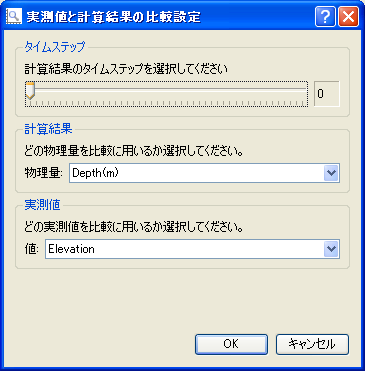 実測値と計算結果の比較設定
タイムステップ
計算結果のタイムステップを選択してください
0
計算結果
どの物理量を比較に用いるか選択してください。
物理量: Depth(m)
実測値
どの実測値を比較に用いるか選択してください。
値: Elevation
OK キャンセル